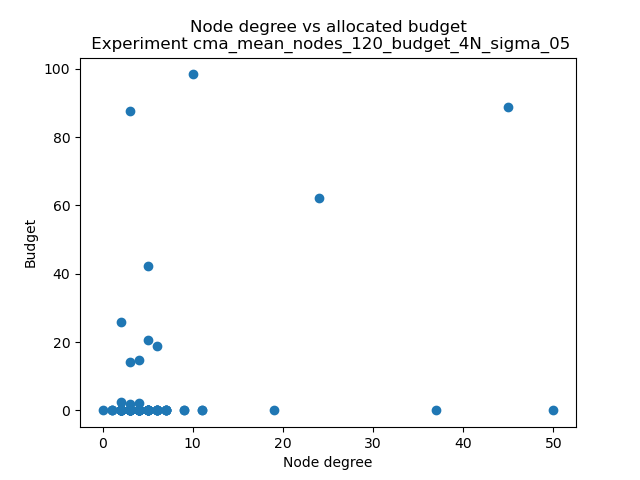 Node degree vs allocated budget
Experiment cma_mean_nodes_120_budget_4N_sigma_05
100
80
60
40
20
0
Budget
0 10 20 30 40 50
Node degree